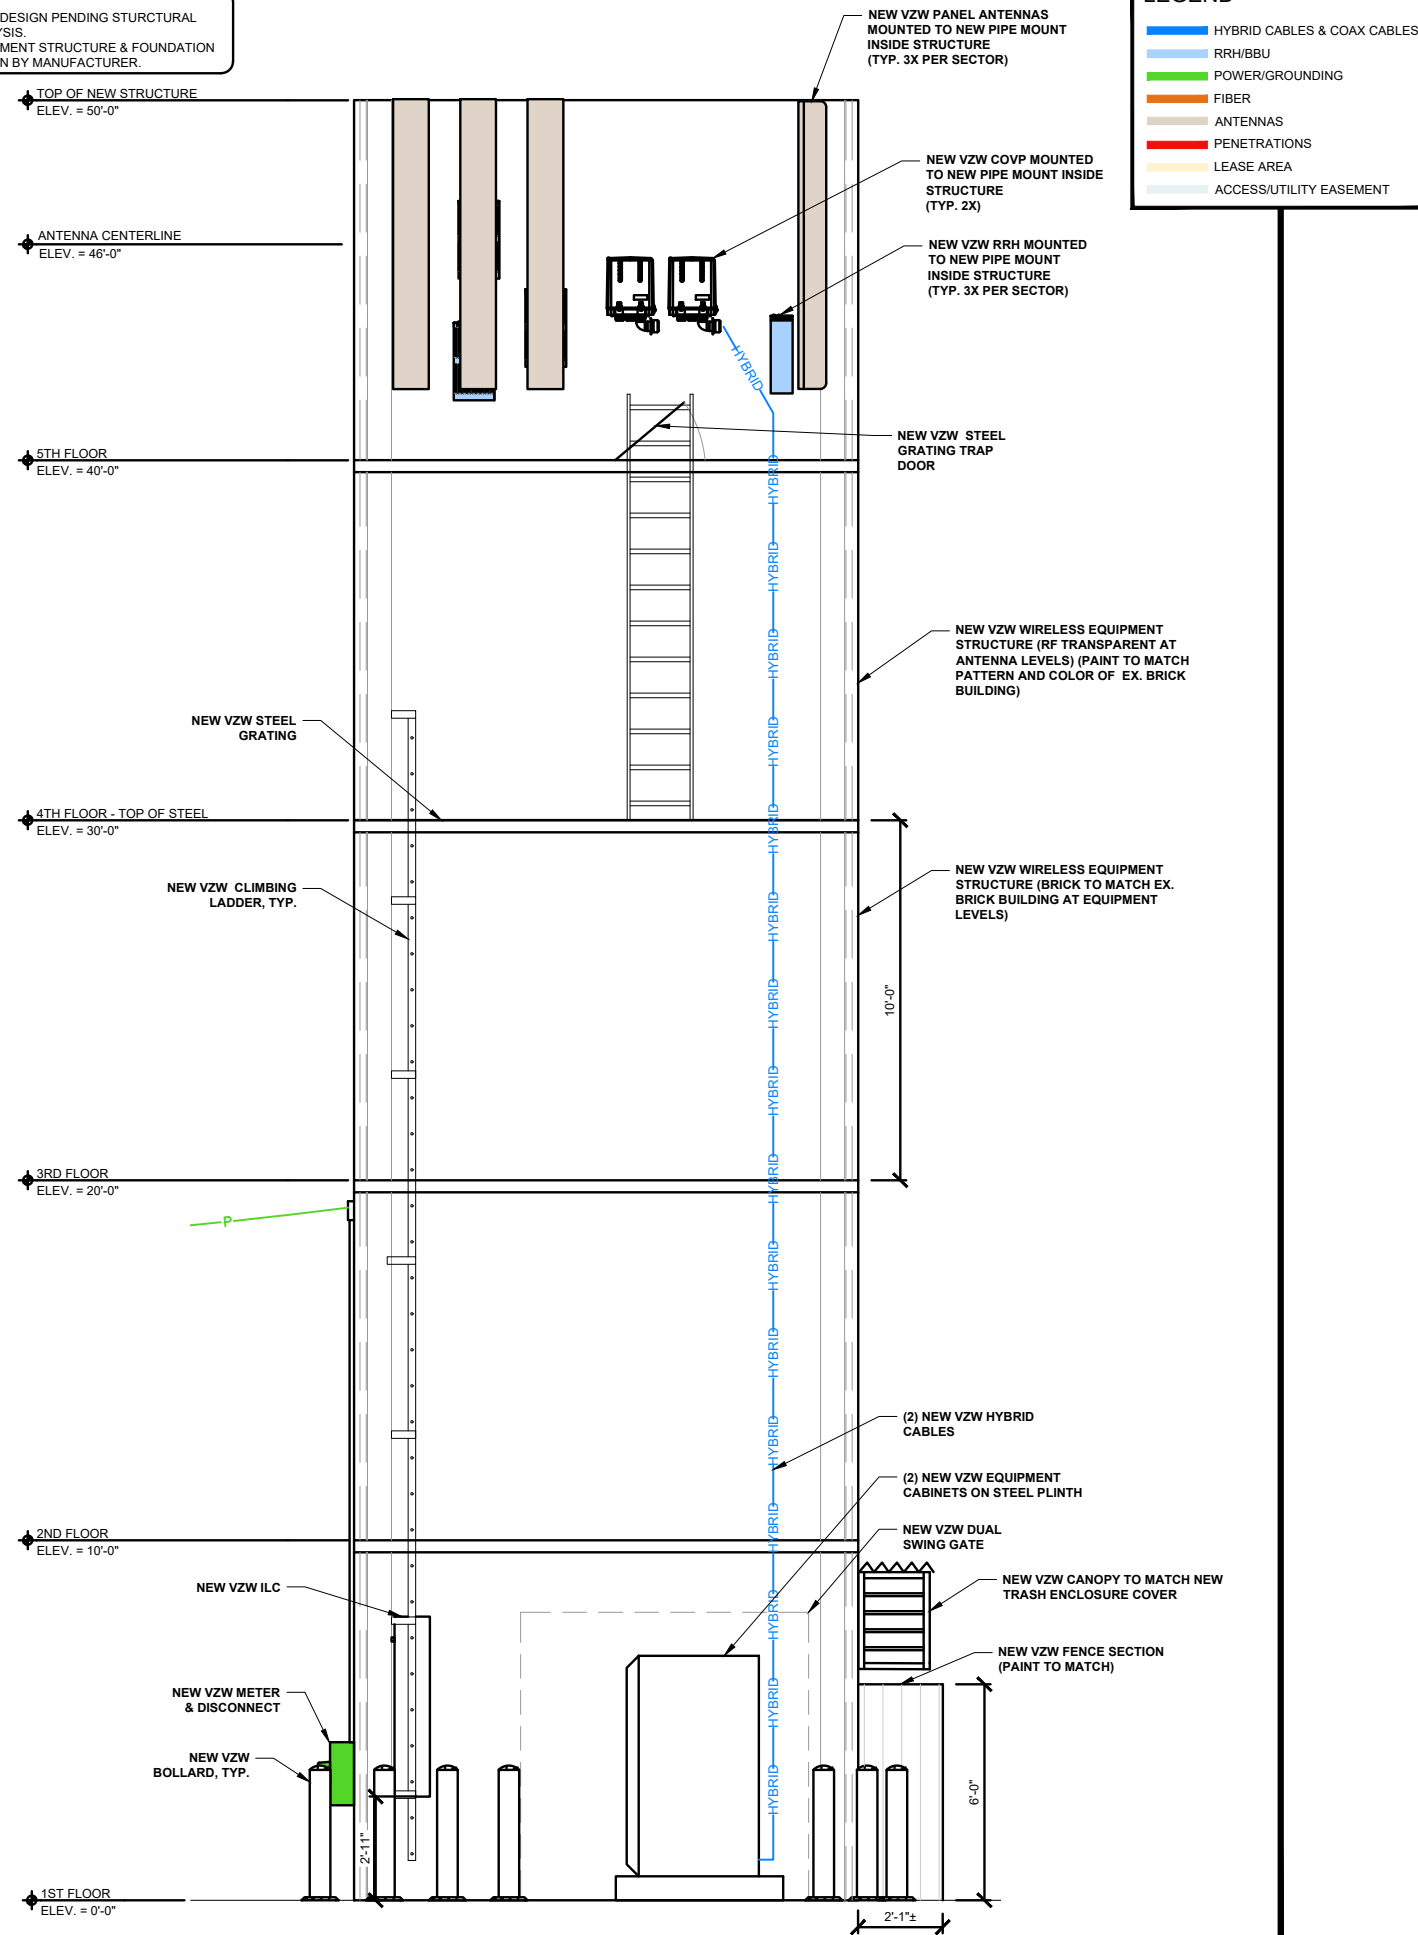 DESIGN PENDING STURCTURAL
YSIS.
MENT STRUCTURE & FOUNDATION
N BY MANUFACTURER.
LEGEND
HYBRID CABLES & COAX CABLES
RRH/BBU
POWER/GROUNDING
FIBER
ANTENNAS
PENETRATIONS
LEASE AREA
ACCESS/UTILITY EASEMENT
NEW VZW PANEL ANTENNAS
MOUNTED TO NEW PIPE MOUNT
INSIDE STRUCTURE
(TYP. 3X PER SECTOR)
TOP OF NEW STRUCTURE
ELEV. = 50'-0"
NEW VZW COVP MOUNTED
TO NEW PIPE MOUNT INSIDE
STRUCTURE
(TYP. 2X)
ANTENNA CENTERLINE
ELEV. = 46'-0"
NEW VZW RRH MOUNTED
TO NEW PIPE MOUNT
INSIDE STRUCTURE
(TYP. 3X PER SECTOR)
HYBRID
NEW VZW  STEEL
GRATING TRAP
DOOR
5TH FLOOR
ELEV. = 40'-0"
HYBRID
HYBRID
HYBRID
NEW VZW WIRELESS EQUIPMENT
STRUCTURE (RF TRANSPARENT AT
ANTENNA LEVELS) (PAINT TO MATCH
PATTERN AND COLOR OF  EX. BRICK
BUILDING)
NEW VZW STEEL
GRATING
HYBRID
4TH FLOOR - TOP OF STEEL
ELEV. = 30'-0"
HYBRID
NEW VZW WIRELESS EQUIPMENT
STRUCTURE (BRICK TO MATCH EX.
BRICK BUILDING AT EQUIPMENT
LEVELS)
NEW VZW  CLIMBING
LADDER, TYP.
HYBRID
HYBRID
10'-0"
HYBRID
3RD FLOOR
ELEV. = 20'-0"
HYBRID
P
HYBRID
HYBRID
(2) NEW VZW HYBRID
CABLES
HYBRID
(2) NEW VZW EQUIPMENT
CABINETS ON STEEL PLINTH
2ND FLOOR
ELEV. = 10'-0"
HYBRID
NEW VZW DUAL
SWING GATE
NEW VZW ILC
HYBRID
NEW VZW CANOPY TO MATCH NEW
TRASH ENCLOSURE COVER
NEW VZW FENCE SECTION
(PAINT TO MATCH)
NEW VZW METER
& DISCONNECT
HYBRID
NEW VZW
BOLLARD, TYP.
HYBRID
6'-0"
2'-11"
1ST FLOOR
ELEV. = 0'-0"
2'-1"±